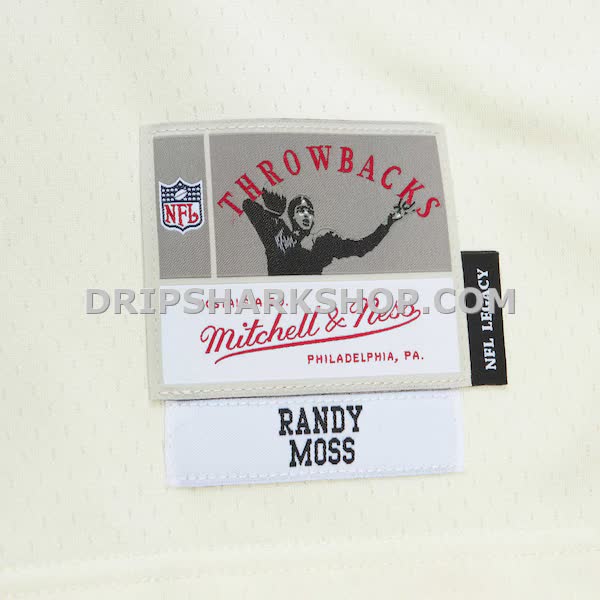 THROWBACKS
NFL
DRIPSHARKSHOP.COM
Mitchell & Ness
PHILADELPHIA, PA.
NFL LEGACY
RANDY
MOSS